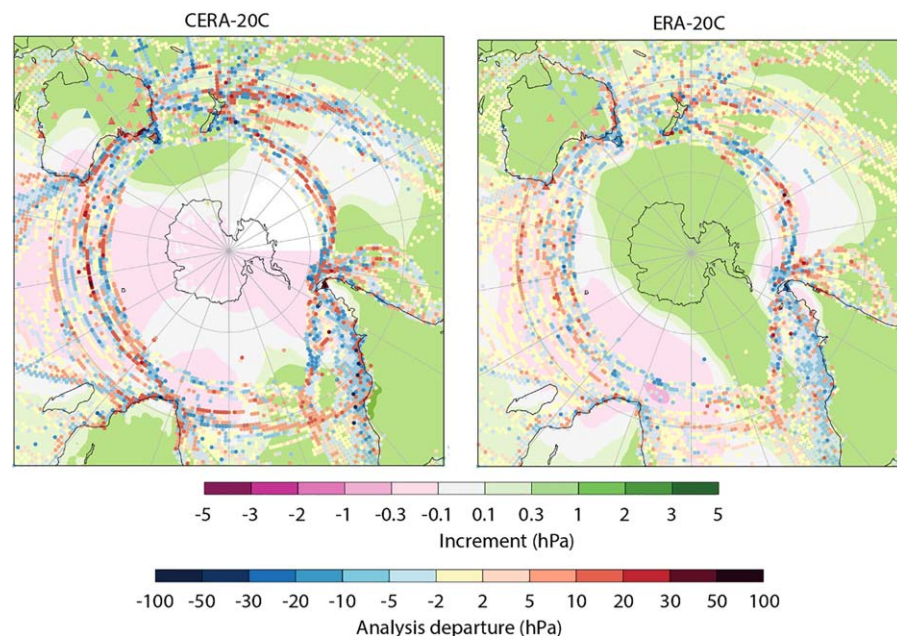 CERA-20C
ERA-20C
-5 -3 -2 -1 -0.3 -0.1 0.1 0.3 1 2 3 5
Increment (hPa)
-100 -50 -30 -20 -10 -5 -2 2 5 10 20 30 50 100
Analysis departure (hPa)